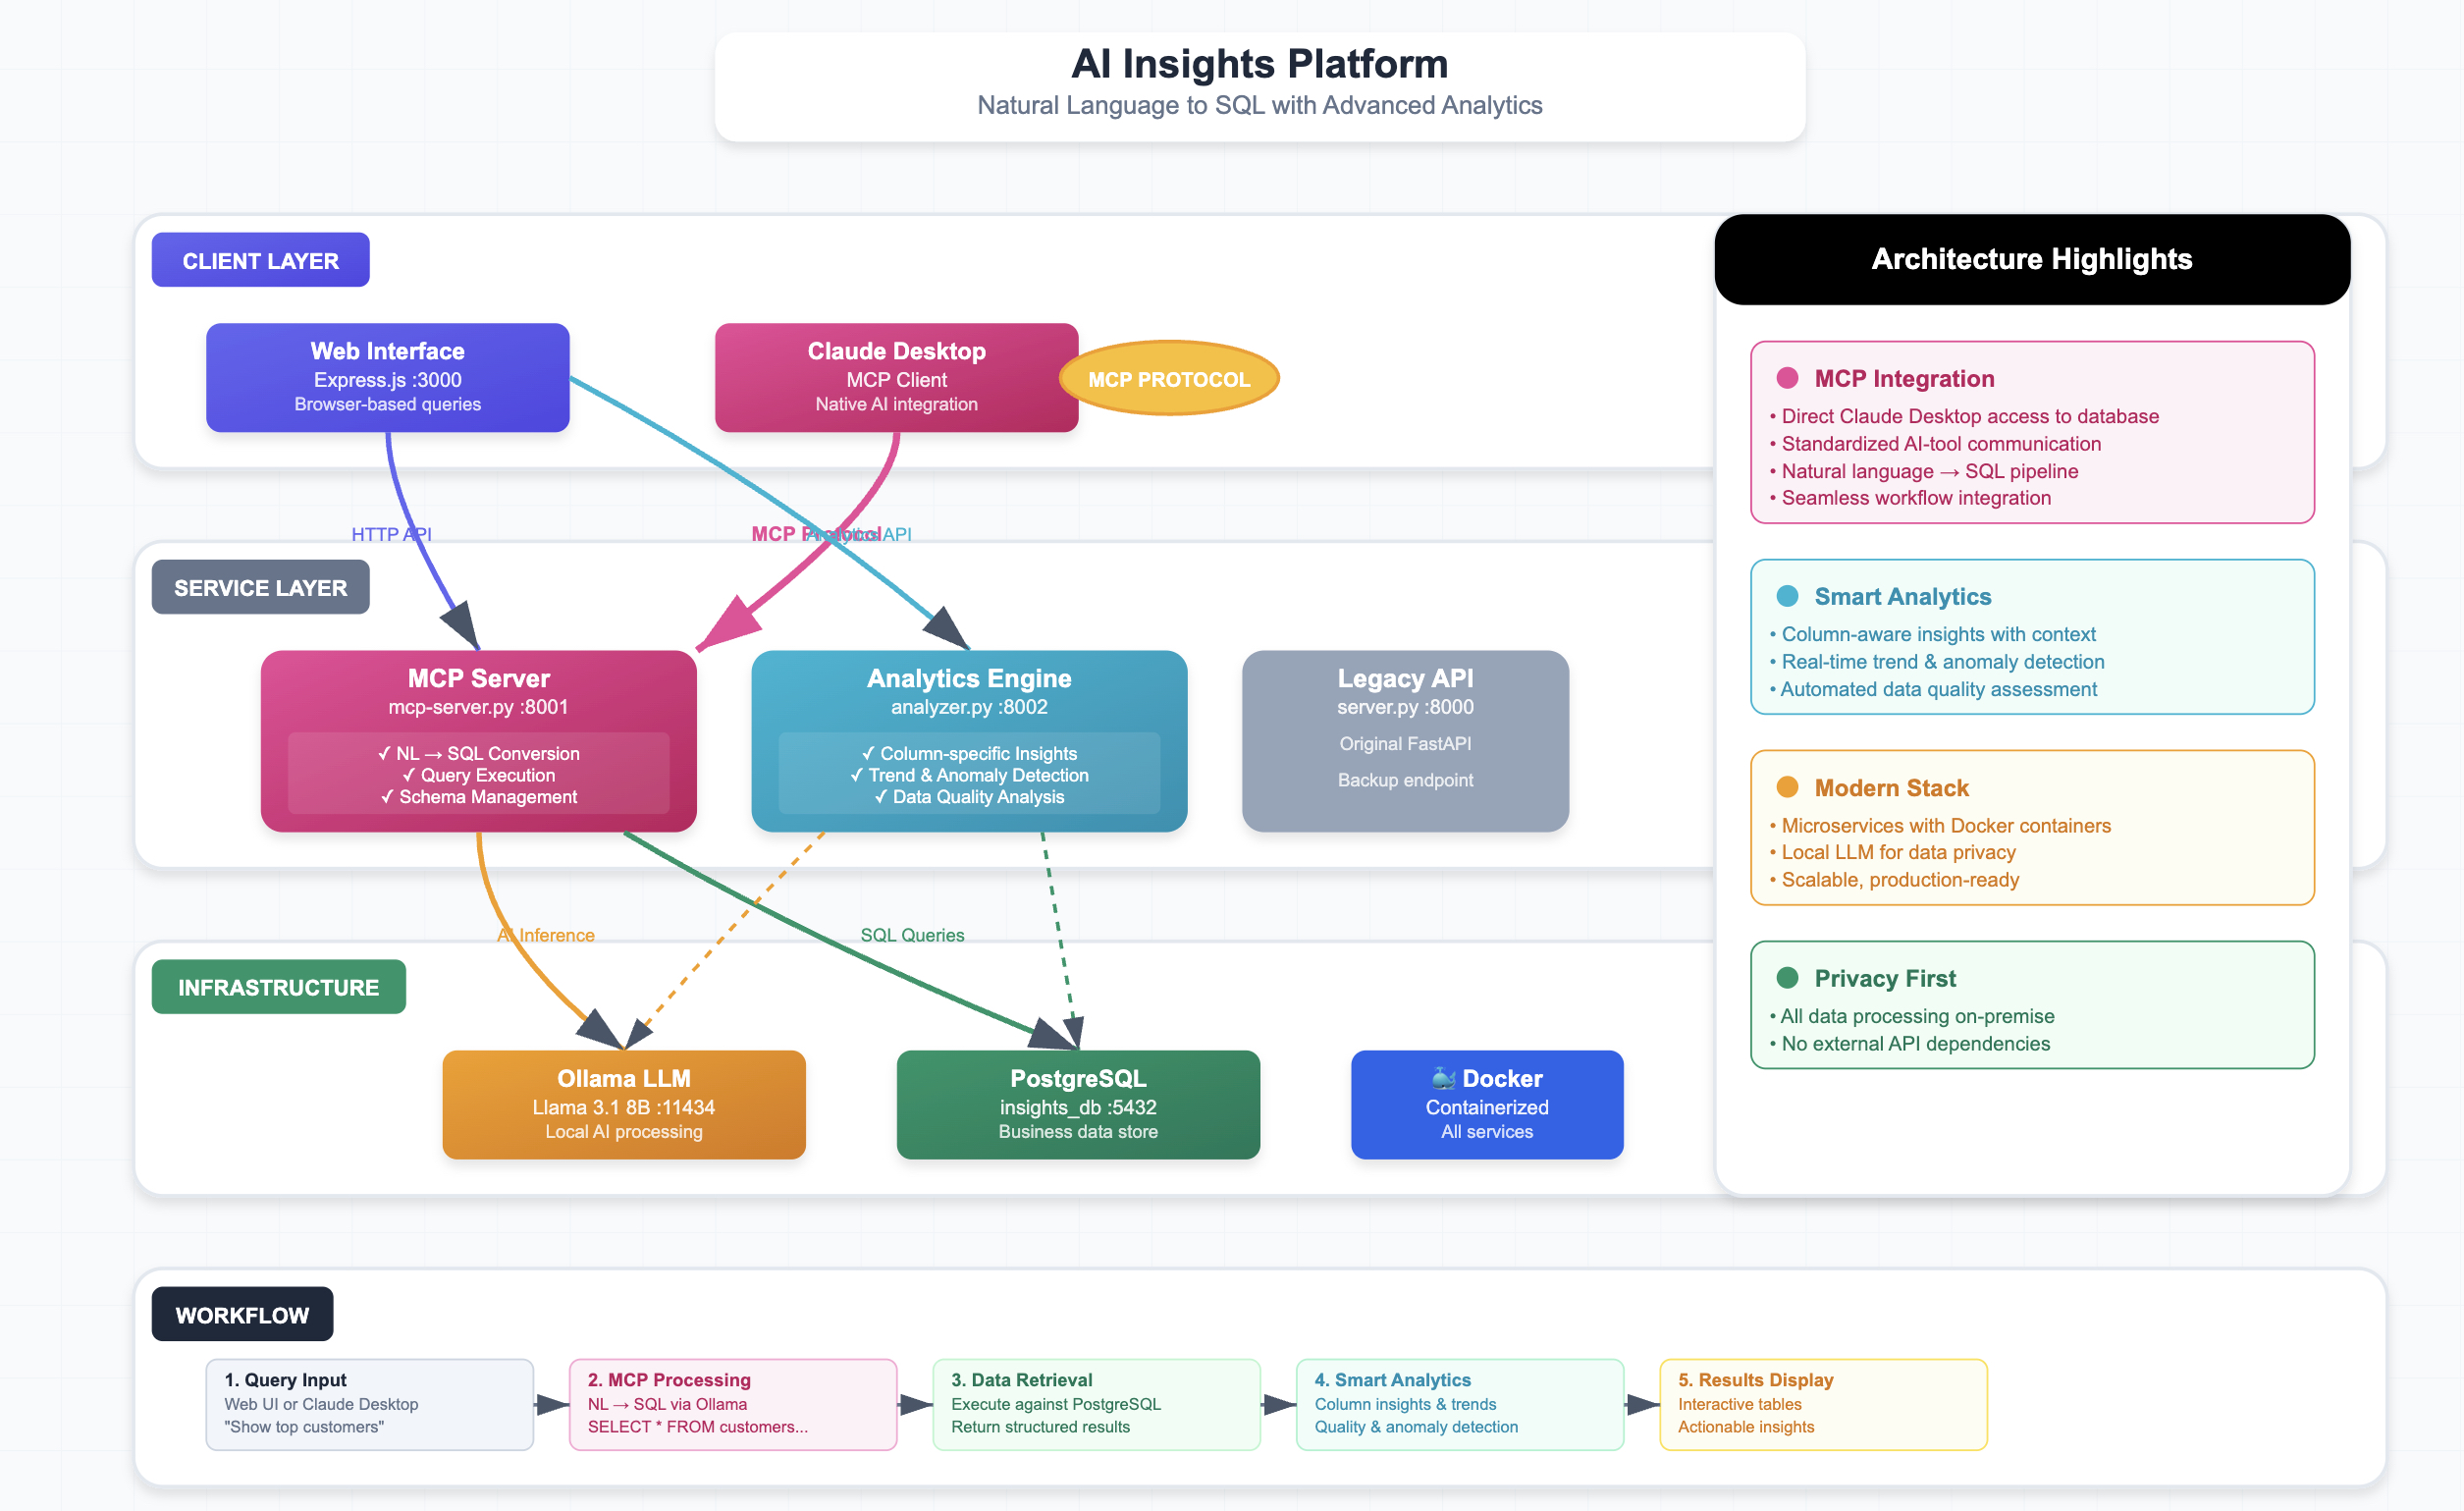 AI Insights Platform
Natural Language to SQL with Advanced Analytics
CLIENT LAYER
Web Interface
Express.js :3000
Browser-based queries
Claude Desktop
MCP Client
Native AI integration
MCP PROTOCOL
HTTP API
MCP Protocol
Analytics API
SERVICE LAYER
MCP Server
mcp-server.py :8001
✓ NL → SQL Conversion
✓ Query Execution
✓ Schema Management
Analytics Engine
analyzer.py :8002
✓ Column-specific Insights
✓ Trend & Anomaly Detection
✓ Data Quality Analysis
Legacy API
server.py :8000
Original FastAPI
Backup endpoint
AI Inference
SQL Queries
INFRASTRUCTURE
Ollama LLM
Llama 3.1 8B :11434
Local AI processing
PostgreSQL
insights_db :5432
Business data store
🐳 Docker
Containerized
All services
Architecture Highlights
MCP Integration
• Direct Claude Desktop access to database
• Standardized AI-tool communication
• Natural language → SQL pipeline
• Seamless workflow integration
Smart Analytics
• Column-aware insights with context
• Real-time trend & anomaly detection
• Automated data quality assessment
Modern Stack
• Microservices with Docker containers
• Local LLM for data privacy
• Scalable, production-ready
Privacy First
• All data processing on-premise
• No external API dependencies
WORKFLOW
1. Query Input
Web UI or Claude Desktop
"Show top customers"
2. MCP Processing
NL → SQL via Ollama
SELECT * FROM customers...
3. Data Retrieval
Execute against PostgreSQL
Return structured results
4. Smart Analytics
Column insights & trends
Quality & anomaly detection
5. Results Display
Interactive tables
Actionable insights